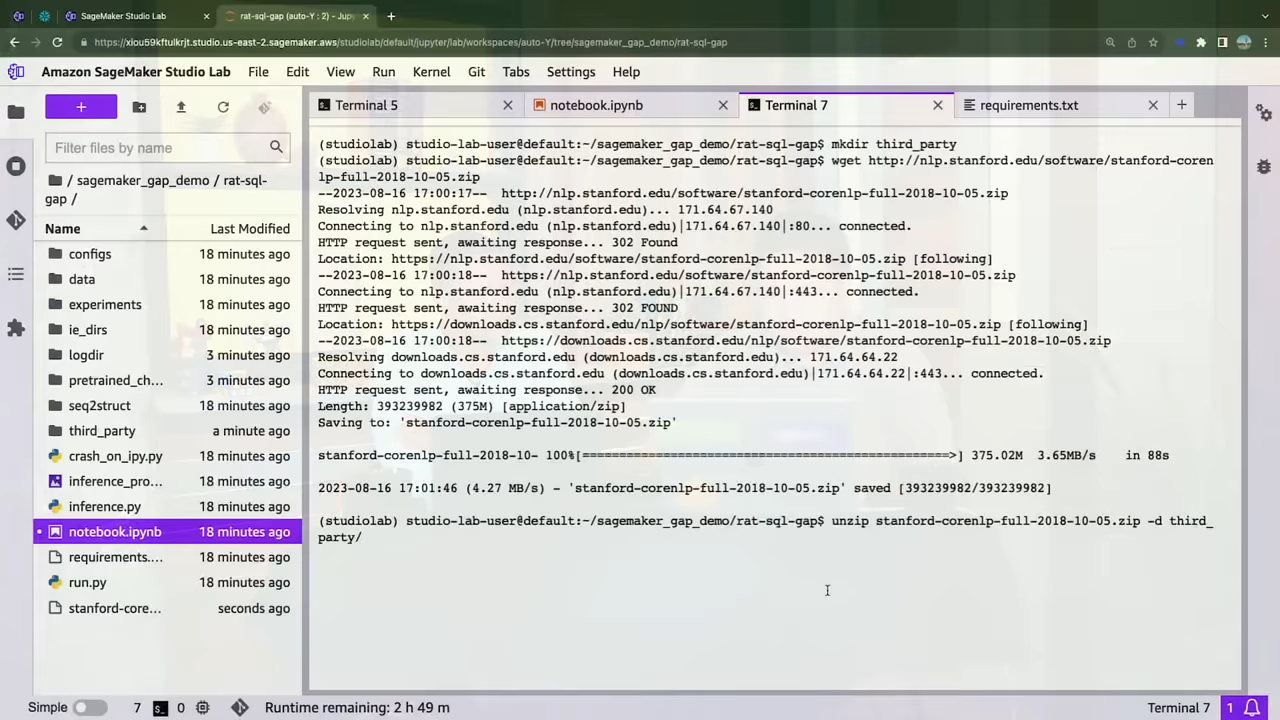 SageMaker Studio Lab
rat-sql-gap (auto-Y : 2) - Jupy
https://xiou59kftulkrjt.studio.us-east-2.sagemaker.aws/studiolab/default/jupyter/lab/workspaces/auto-Y/tree/sagemaker_gap_demo/rat-sql-gap
Amazon SageMaker Studio Lab File Edit View Run Kernel Git Tabs Settings Help
Terminal 5 notebook.ipynb Terminal 7 requirements.txt
Filter files by name
/ sagemaker_gap_demo / rat-sql-
gap /
Name Last Modified
configs 18 minutes ago
data 18 minutes ago
experiments 18 minutes ago
ie_dirs 18 minutes ago
logdir 3 minutes ago
pretrained_ch... 3 minutes ago
seq2struct 18 minutes ago
third_party a minute ago
crash_on_ipy.py 18 minutes ago
inference_pro... 18 minutes ago
inference.py 18 minutes ago
notebook.ipynb 18 minutes ago
requirements.... 18 minutes ago
run.py 18 minutes ago
stanford-core... seconds ago
(studiolab) studio-lab-user@default:~/sagemaker_gap_demo/rat-sql-gap$ mkdir third_party
(studiolab) studio-lab-user@default:~/sagemaker_gap_demo/rat-sql-gap$ wget http://nlp.stanford.edu/software/stanford-coren
lp-full-2018-10-05.zip
--2023-08-16 17:00:17-- http://nlp.stanford.edu/software/stanford-corenlp-full-2018-10-05.zip
Resolving nlp.stanford.edu (nlp.stanford.edu)... 171.64.67.140
Connecting to nlp.stanford.edu (nlp.stanford.edu)|171.64.67.140|:80... connected.
HTTP request sent, awaiting response... 302 Found
Location: https://nlp.stanford.edu/software/stanford-corenlp-full-2018-10-05.zip [following]
--2023-08-16 17:00:18-- https://nlp.stanford.edu/software/stanford-corenlp-full-2018-10-05.zip
Connecting to nlp.stanford.edu (nlp.stanford.edu)|171.64.67.140|:443... connected.
HTTP request sent, awaiting response... 302 FOUND
Location: https://downloads.cs.stanford.edu/nlp/software/stanford-corenlp-full-2018-10-05.zip [following]
--2023-08-16 17:00:18-- https://downloads.cs.stanford.edu/nlp/software/stanford-corenlp-full-2018-10-05.zip
Resolving downloads.cs.stanford.edu (downloads.cs.stanford.edu)... 171.64.64.22
Connecting to downloads.cs.stanford.edu (downloads.cs.stanford.edu)|171.64.64.22|:443... connected.
HTTP request sent, awaiting response... 200 OK
Length: 393239982 (375M) [application/zip]
Saving to: 'stanford-corenlp-full-2018-10-05.zip'
stanford-corenlp-full-2018-10- 100%[==================================================>] 375.02M 3.65MB/s in 88s
2023-08-16 17:01:46 (4.27 MB/s) - 'stanford-corenlp-full-2018-10-05.zip' saved [393239982/393239982]
(studiolab) studio-lab-user@default:~/sagemaker_gap_demo/rat-sql-gap$ unzip stanford-corenlp-full-2018-10-05.zip -d third_
party/
Simple 7 0 Runtime remaining: 2 h 49 m Terminal 7 1